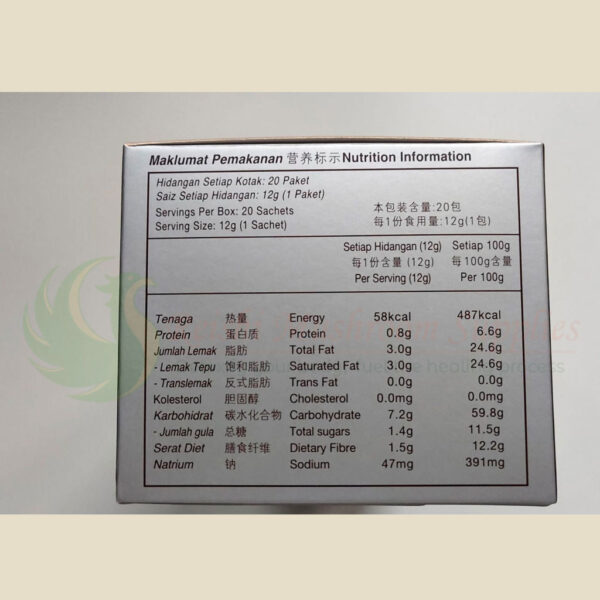 Maklumat Pemakanan 营养标示 Nutrition Information
Hidangan Setiap Kotak: 20 Paket
Saiz Setiap Hidangan: 12g (1 Paket)
Servings Per Box: 20 Sachets
Serving Size: 12g (1 Sachet)
本包装含量:20包
每1份食用量:12g(1包)
Setiap Hidangan (12g) Setiap 100g
每1份含量 (12g) 每 100g含量
Per Serving (12g) Per 100g
Tenaga 热量 Energy 58kcal 487kcal
Protein 蛋白质 Protein 0.8g 6.6g
Jumlah Lemak 脂肪 Total Fat 3.0g 24.6g
- Lemak Tepu 饱和脂肪 Saturated Fat 3.0g 24.6g
- Translemak 反式脂肪 Trans Fat 0.0g 0.0g
Kolesterol 胆固醇 Cholesterol 0.0mg 0.0mg
Karbohidrat 碳水化合物 Carbohydrate 7.2g 59.8g
- Jumlah gula 总糖 Total sugars 1.4g 11.5g
Serat Diet 膳食纤维 Dietary Fibre 1.5g 12.2g
Natrium 钠 Sodium 47mg 391mg